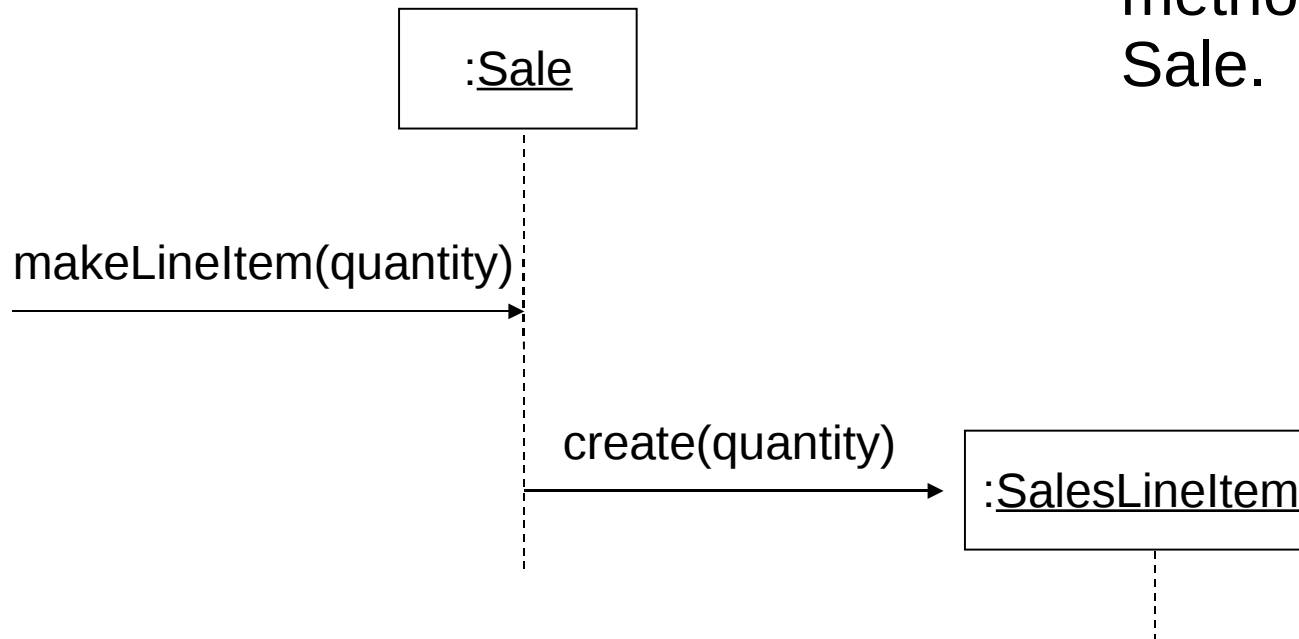 Sale.
:Sale
makeLineItem(quantity)
create(quantity)
:SalesLineItem